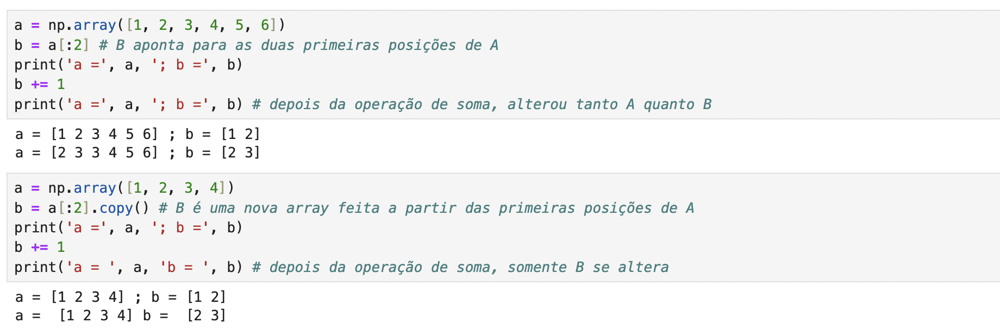 a = np.array([1, 2, 3, 4, 5, 6])
b = a[:2] # B aponta para as duas primeiras posições de A
print('a =', a, '; b =', b)
b += 1
print('a =', a, '; b =', b) # depois da operação de soma, alterou tanto A quanto B
a = [1 2 3 4 5 6] ; b = [1 2]
a = [2 3 3 4 5 6] ; b = [2 3]
a = np.array([1, 2, 3, 4])
b = a[:2].copy() # B é uma nova array feita a partir das primeiras posições de A
print('a =', a, '; b =', b)
b += 1
print('a = ', a, 'b = ', b) # depois da operação de soma, somente B se altera
a = [1 2 3 4] ; b = [1 2]
a =  [1 2 3 4] b =  [2 3]